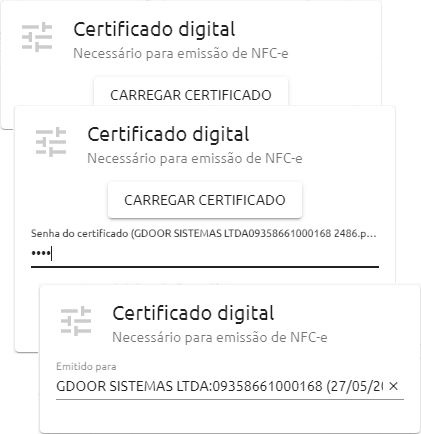 Certificado digital
Necessário para emissão de NFC-e
CARREGAR CERTIFICADO
Certificado digital
Necessário para emissão de NFC-e
CARREGAR CERTIFICADO
Senha do certificado (GDOOR SISTEMAS LTDA09358661000168 2486.p...
••••
Certificado digital
Necessário para emissão de NFC-e
Emitido para
GDOOR SISTEMAS LTDA:09358661000168 (27/05/20 ×